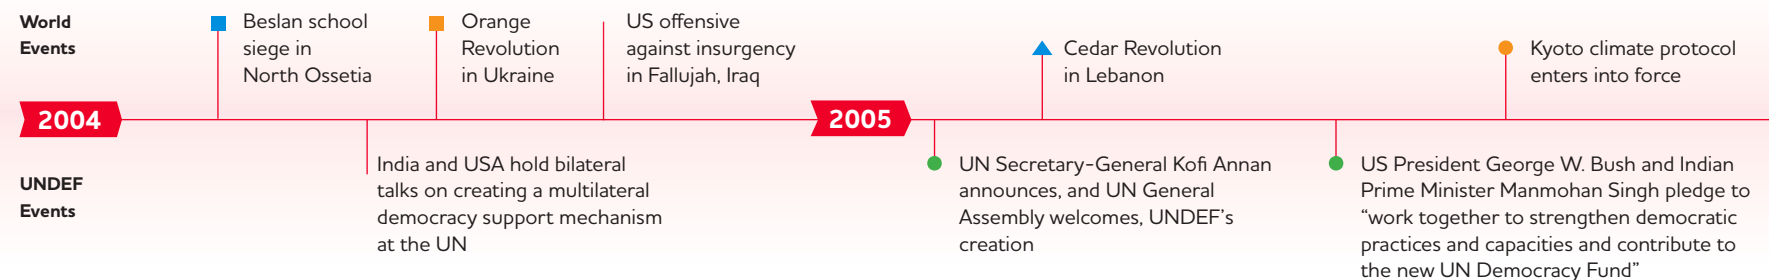 World
Events
Beslan school
siege in
North Ossetia
Orange
Revolution
in Ukraine
US offensive
against insurgency
in Fallujah, Iraq
Cedar Revolution
in Lebanon
Kyoto climate protocol
enters into force
2004
2005
UNDEF
Events
India and USA hold bilateral
talks on creating a multilateral
democracy support mechanism
at the UN
UN Secretary-General Kofi Annan
announces, and UN General
Assembly welcomes, UNDEF’s
creation
US President George W. Bush and Indian
Prime Minister Manmohan Singh pledge to
“work together to strengthen democratic
practices and capacities and contribute to
the new UN Democracy Fund”